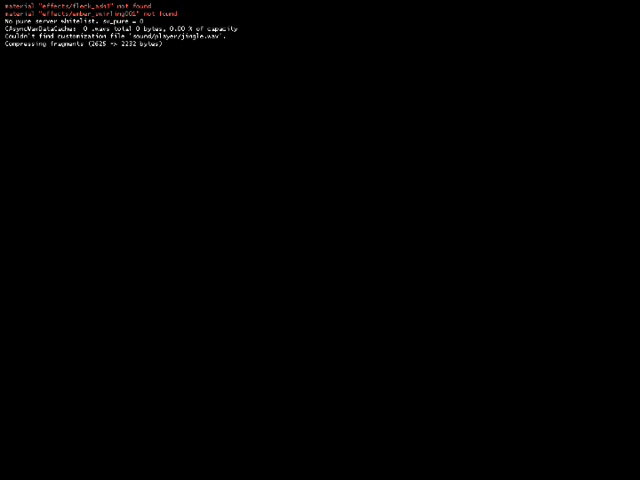 material "effects/fleck_ash1" not found
material "effects/ember_swirling001" not found
No pure server whitelist. sv_pure = 0
CAsyncWavDataCache:  0 .wavs total 0 bytes, 0.00 % of capacity
Couldn't find customization file 'sound/player/jingle.wav'.
Compressing fragments (2625 -> 2232 bytes)